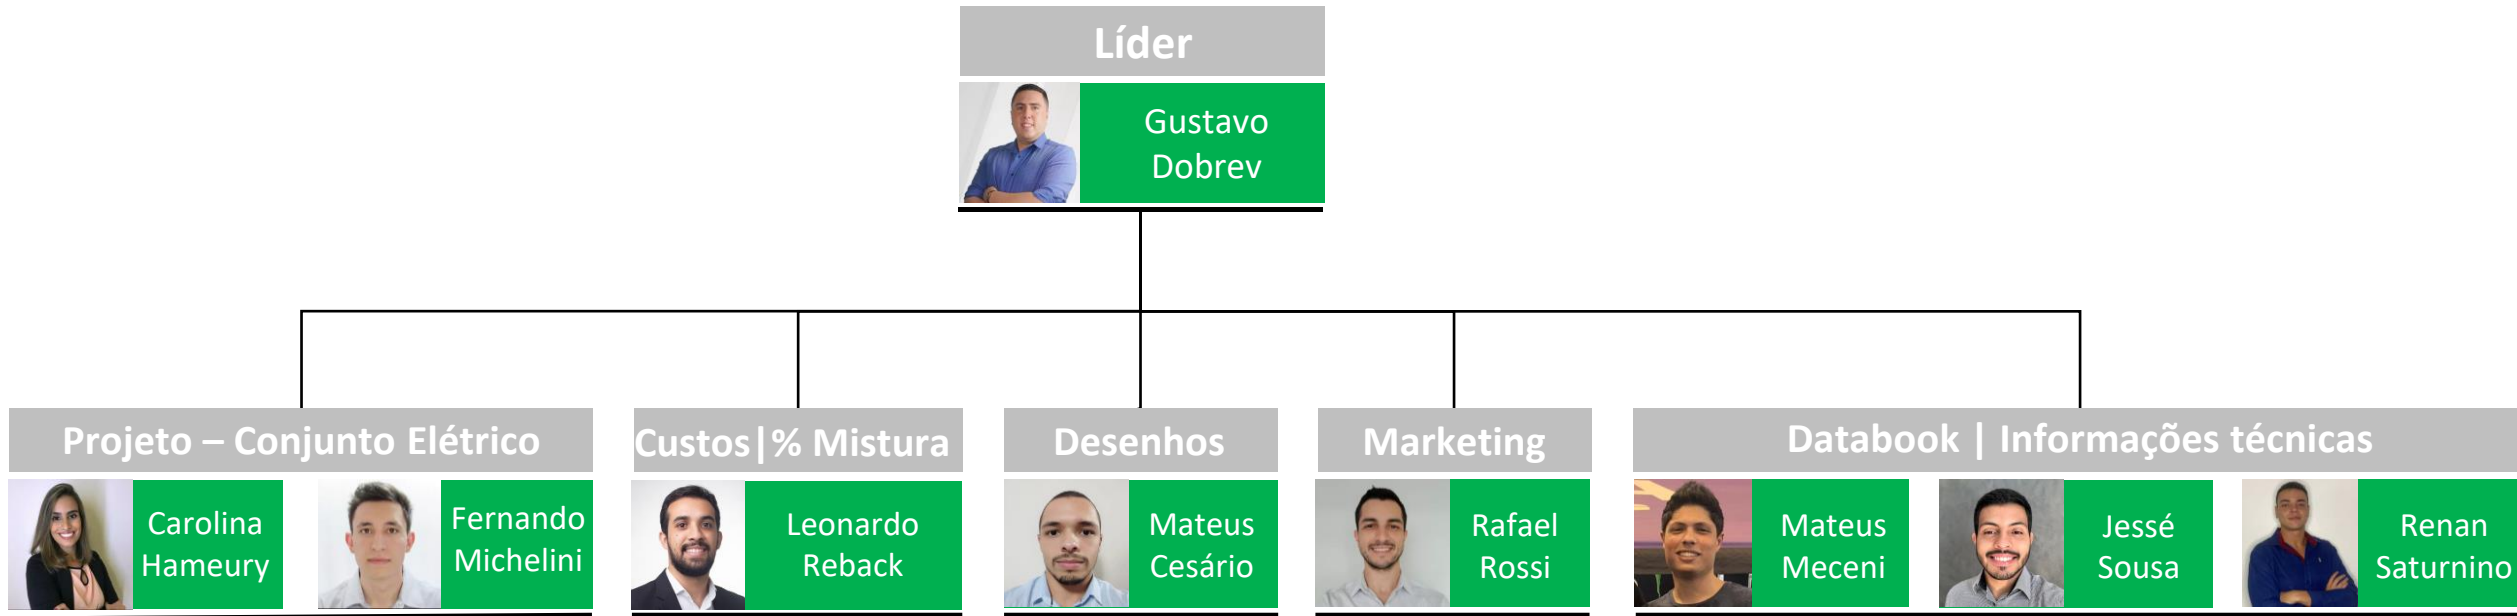 Líder
Gustavo
Dobrev
Projeto – Conjunto Elétrico
Carolina
Hameury
Fernando
Michelini
Custos|% Mistura
Leonardo
Reback
Desenhos
Mateus
Cesário
Marketing
Rafael
Rossi
Databook | Informações técnicas
Mateus
Meceni
Jessé
Sousa
Renan
Saturnino